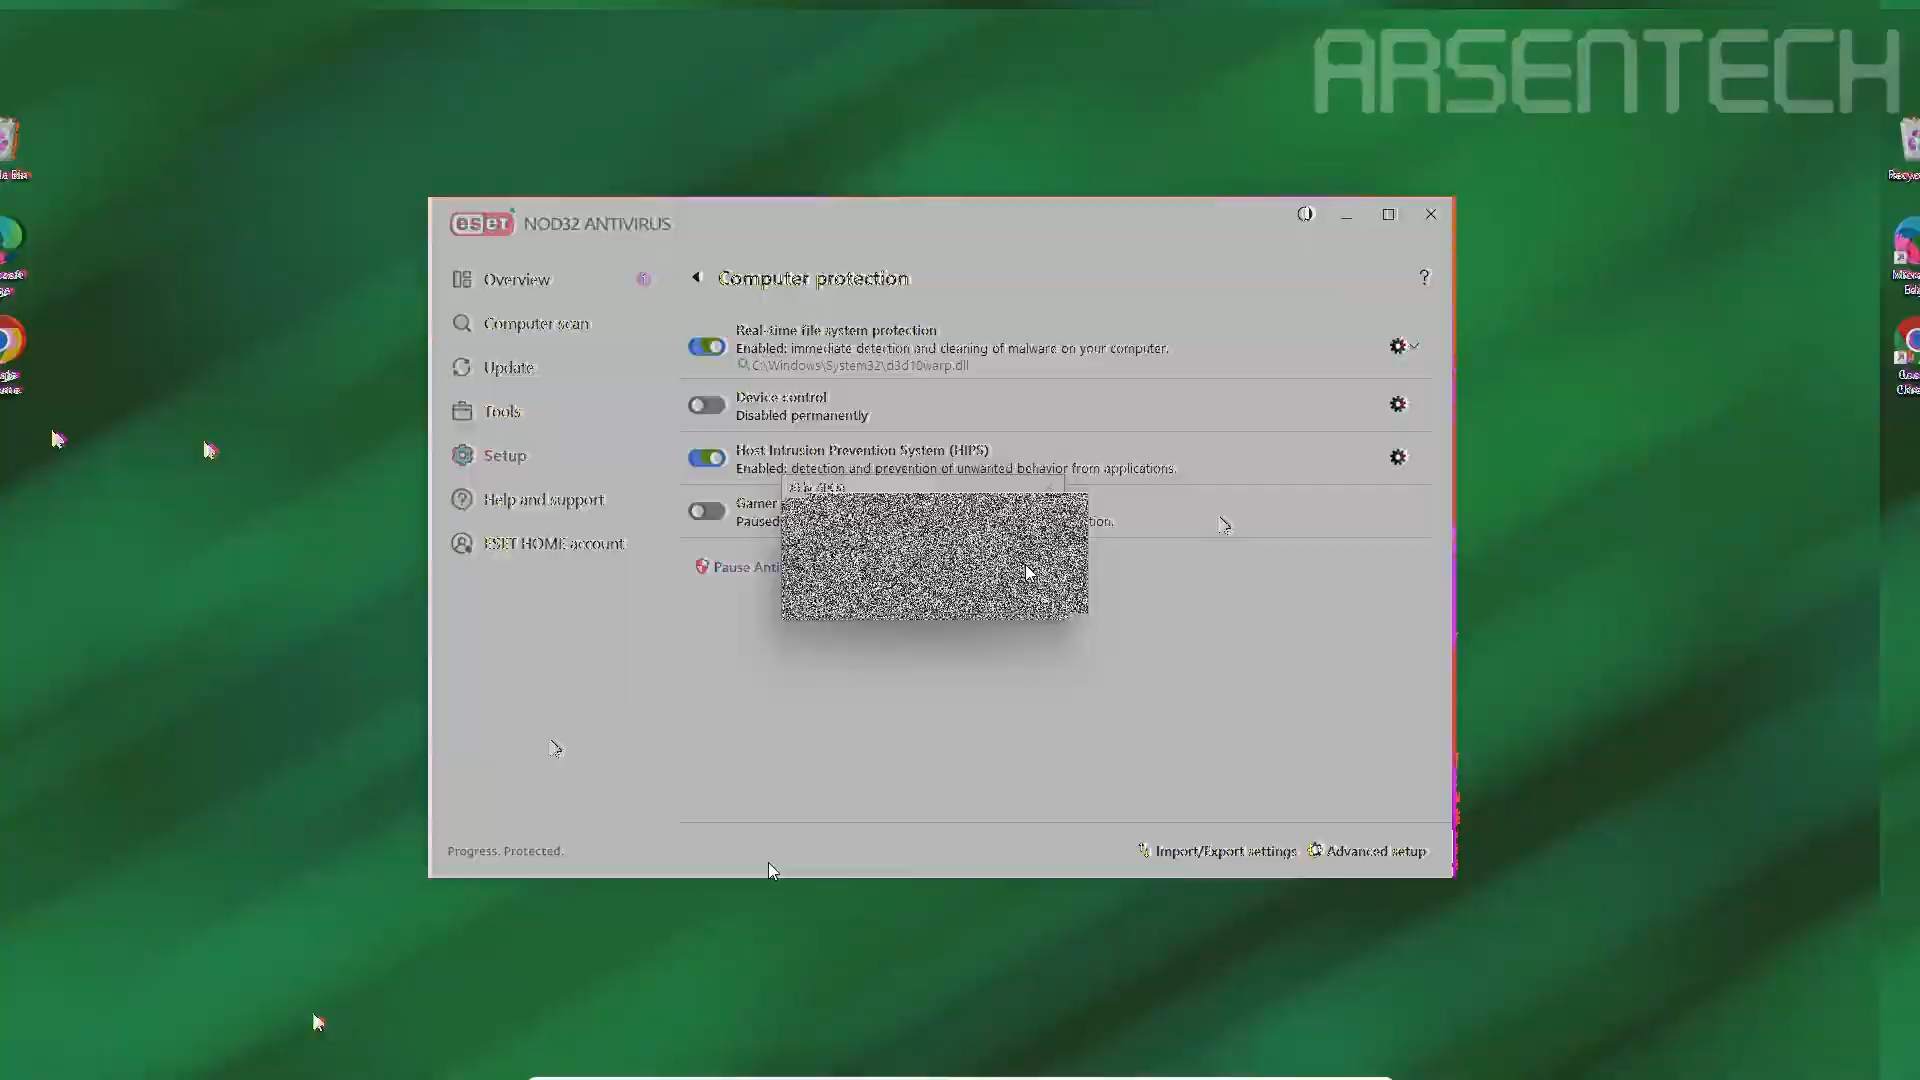 ARSENTECH
eset NOD32 ANTIVIRUS
Overview
Computer scan
Update
Tools
Setup
Help and support
ESET HOME account
Computer protection
?
Real-time file system protection
Enabled: immediate detection and cleaning of malware on your computer.
C:\Windows\System32\d3d10warp.dll
Device control
Disabled permanently
Host Intrusion Prevention System (HIPS)
Enabled: detection and prevention of unwanted behavior from applications.
Gamer
Paused:
Pause Anti
Progress. Protected.
Import/Export settings
Advanced setup